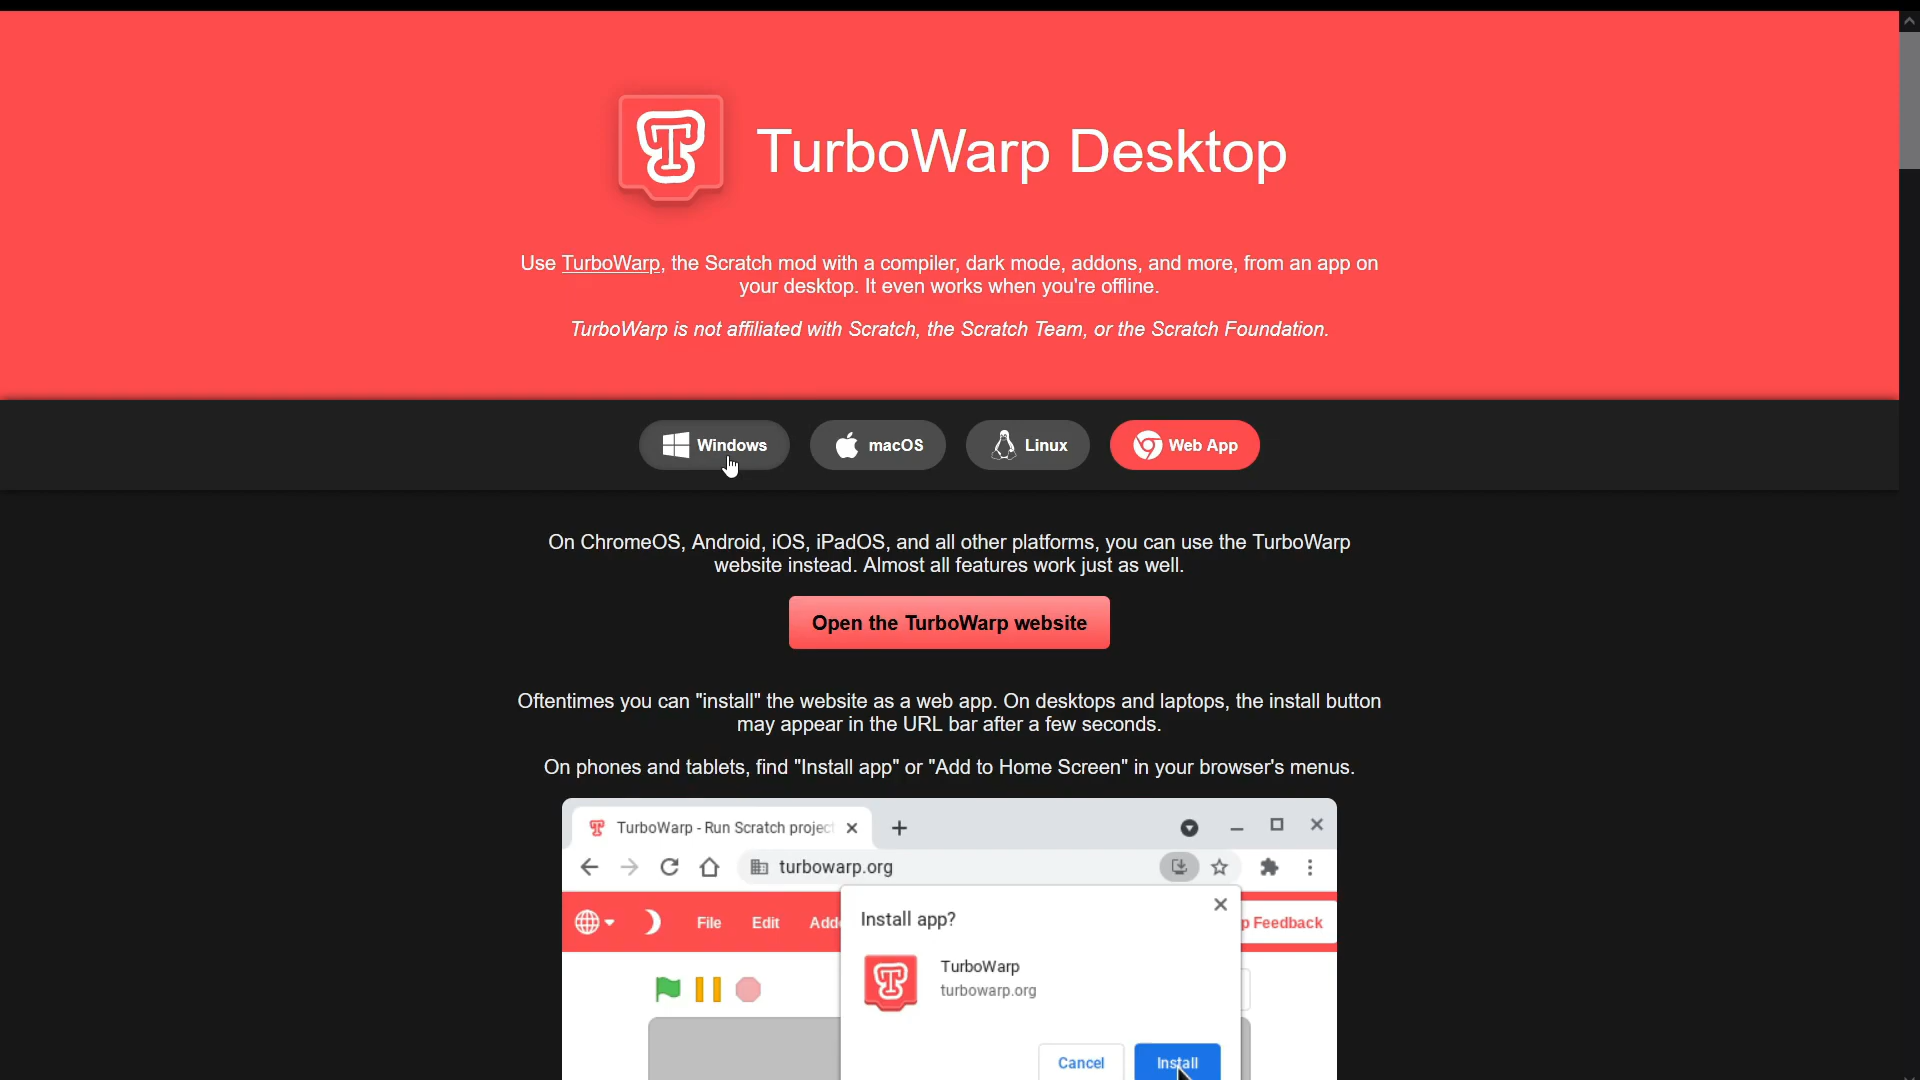 TurboWarp Desktop
Use TurboWarp, the Scratch mod with a compiler, dark mode, addons, and more, from an app on
your desktop. It even works when you're offline.
TurboWarp is not affiliated with Scratch, the Scratch Team, or the Scratch Foundation.
Windows macOS Linux Web App
On ChromeOS, Android, iOS, iPadOS, and all other platforms, you can use the TurboWarp
website instead. Almost all features work just as well.
Open the TurboWarp website
Oftentimes you can "install" the website as a web app. On desktops and laptops, the install button
may appear in the URL bar after a few seconds.
On phones and tablets, find "Install app" or "Add to Home Screen" in your browser's menus.
TurboWarp - Run Scratch project
turbowarp.org
File Edit Add p Feedback
Install app?
TurboWarp
turbowarp.org
Cancel Install